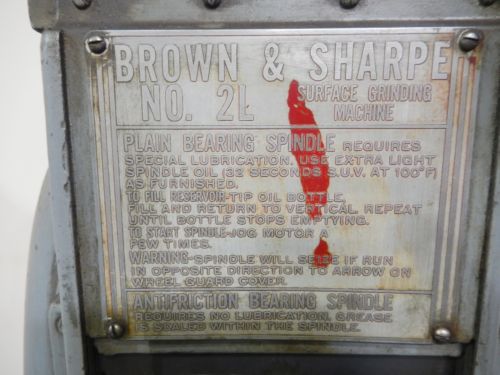 BROWN & SHARPE
NO. 2L SURFACE GRINDING
MACHINE
PLAIN BEARING SPINDLE REQUIRES
SPECIAL LUBRICATION. USE EXTRA LIGHT
SPINDLE OIL (32 SECONDS S.U.V. AT 100°F)
AS FURNISHED.
TO FILL RESERVOIR-TIP OIL BOTTLE,
FILL AND RETURN TO VERTICAL. REPEAT
UNTIL BOTTLE STOPS EMPTYING.
TO START SPINDLE-JOG MOTOR A
FEW TIMES.
WARNING-SPINDLE WILL SEIZE IF RUN
IN OPPOSITE DIRECTION TO ARROW ON
WHEEL GUARD COVER.
ANTIFRICTION BEARING SPINDLE
REQUIRES NO LUBRICATION. GREASE
IS SEALED WITHIN THE SPINDLE.